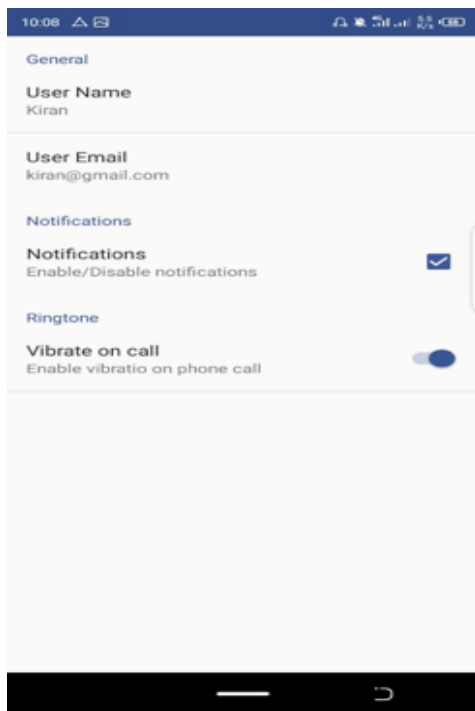 10:08
General
User Name
Kiran
User Email
kiran@gmail.com
Notifications
Notifications
Enable/Disable notifications
Ringtone
Vibrate on call
Enable vibratio on phone call